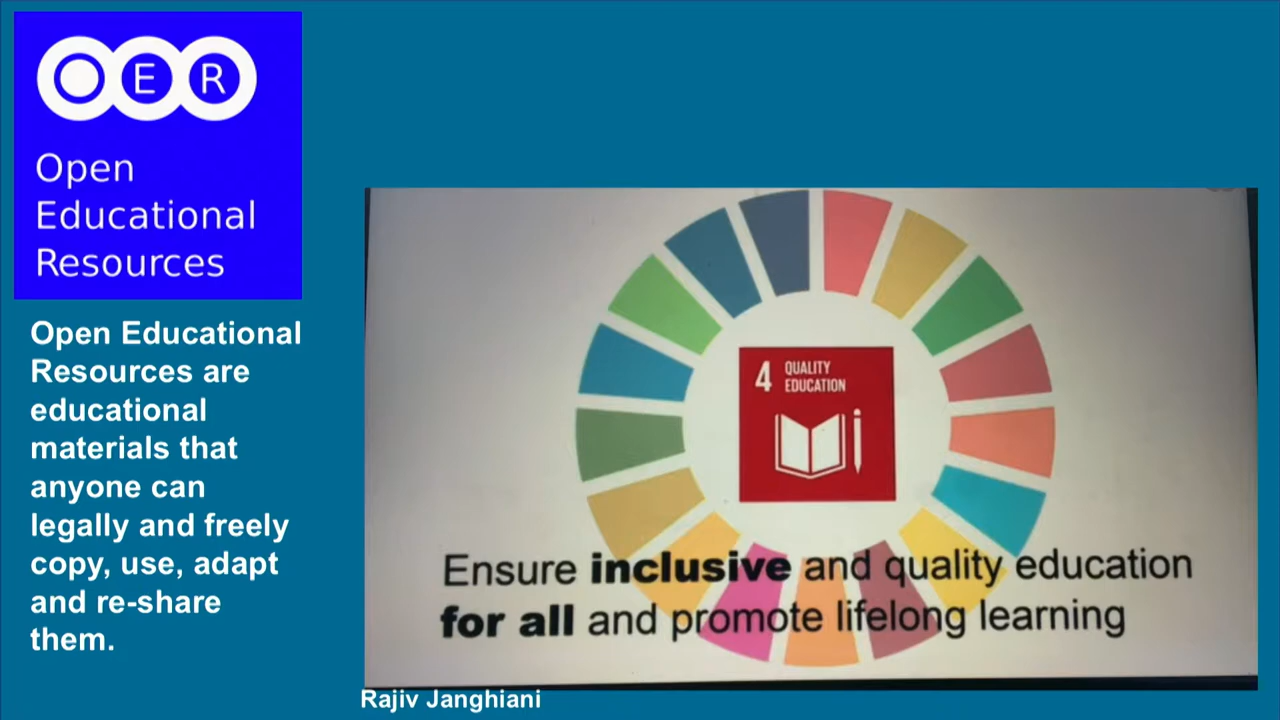 O E R
Open
Educational
Resources
Open Educational
Resources are
educational
materials that
anyone can
legally and freely
copy, use, adapt
and re-share
them.
4 QUALITY
EDUCATION
Ensure inclusive and quality education
for all and promote lifelong learning
Rajiv Janghiani